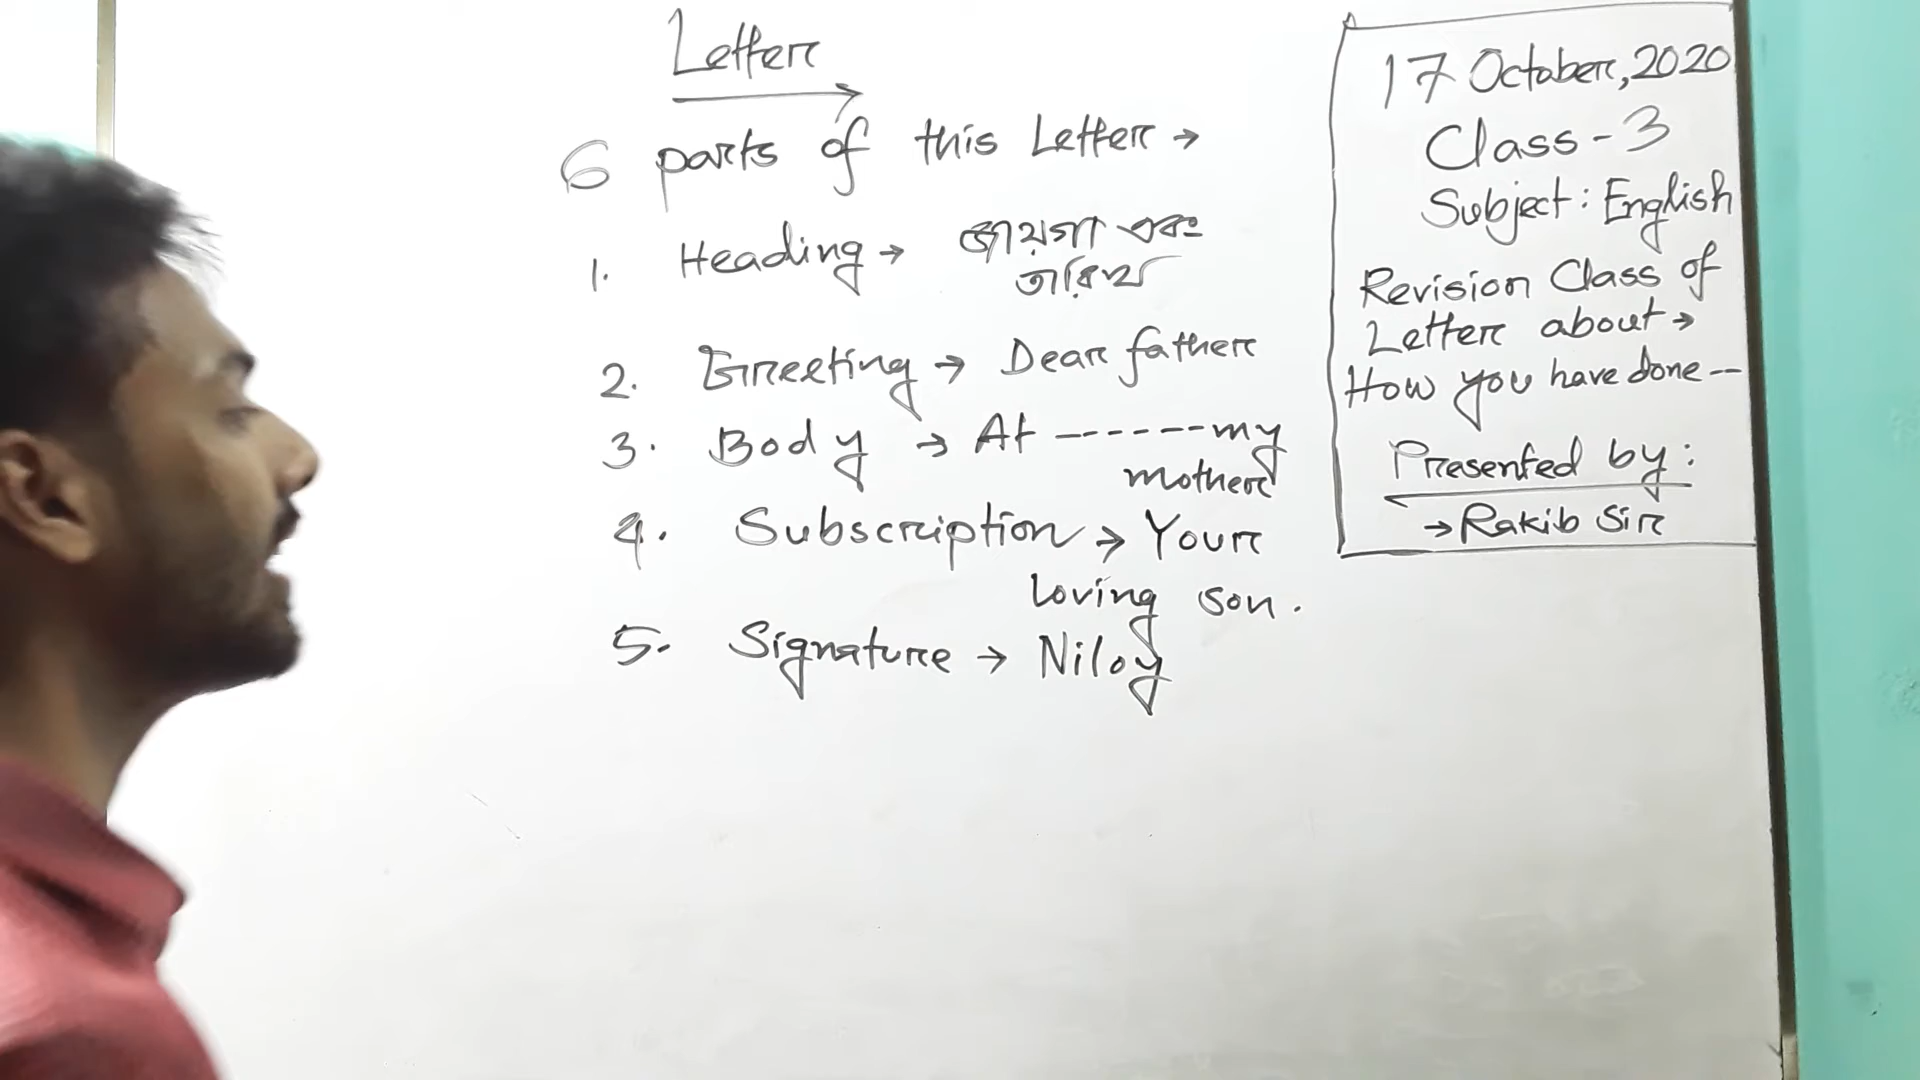 Letter
6 parts of this Letter →
1. Heading → জায়গা এবং
তারিখ
2. Greeting → Dear father
3. Body → At ------ my
mother
4. Subscription → Your
loving son.
5. Signature → Niloy
17 October, 2020
Class - 3
Subject: English
Revision Class of
Letter about →
How you have done --
Presented by:
→ Rakib Sir